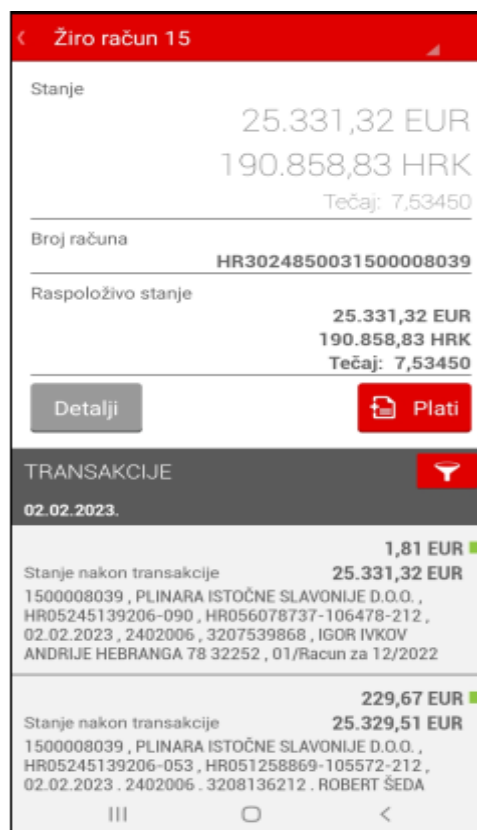 Žiro račun 15
Stanje
25.331,32 EUR
190.858,83 HRK
Tečaj: 7,53450
Broj računa
HR3024850031500008039
Raspoloživo stanje
25.331,32 EUR
190.858,83 HRK
Tečaj: 7,53450
Detalji
Plati
TRANSAKCIJE
02.02.2023.
1,81 EUR
Stanje nakon transakcije 25.331,32 EUR
1500008039 , PLINARA ISTOČNE SLAVONIJE D.O.O. ,
HR05245139206-090 , HR056078737-106478-212 ,
02.02.2023 , 2402006 , 3207539868 , IGOR IVKOV
ANDRIJE HEBRANGA 78 32252 , 01/Racun za 12/2022
229,67 EUR
Stanje nakon transakcije 25.329,51 EUR
1500008039 , PLINARA ISTOČNE SLAVONIJE D.O.O. ,
HR05245139206-053 , HR051258869-105572-212 ,
02.02.2023 , 2402006 , 3208136212 , ROBERT ŠEDA